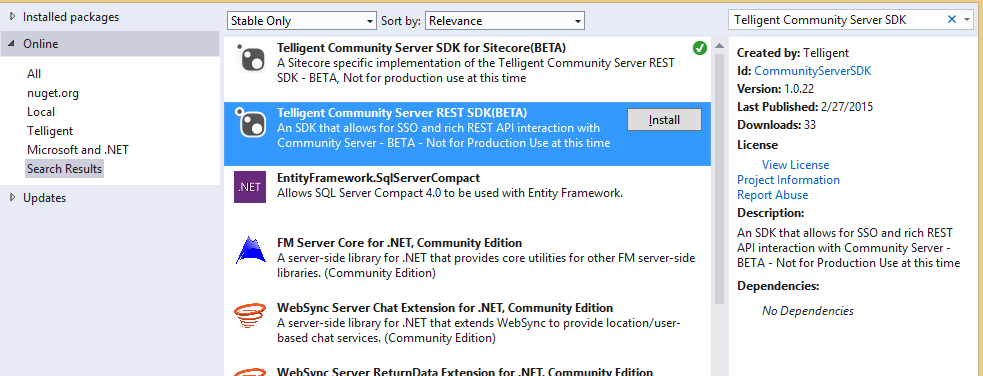 Installed packages
Online
All
nuget.org
Local
Telligent
Microsoft and .NET
Search Results
Updates
Stable Only
Sort by:
Relevance
Telligent Community Server SDK for Sitecore(BETA)
A Sitecore specific implementation of the Telligent Community Server REST
SDK - BETA, Not for production use at this time
Telligent Community Server REST SDK(BETA)
An SDK that allows for SSO and rich REST API interaction with
Community Server - BETA - Not for Production Use at this time
Install
.NET
EntityFramework.SqlServerCompact
Allows SQL Server Compact 4.0 to be used with Entity Framework.
FM Server Core for .NET, Community Edition
A server-side library for .NET that provides core utilities for other FM server-side
libraries. (Community Edition)
WebSync Server Chat Extension for .NET, Community Edition
A server-side library for .NET that extends WebSync to provide location/user-
based chat services. (Community Edition)
WebSync Server ReturnData Extension for .NET, Community Edition
Telligent Community Server SDK
Created by: Telligent
Id: CommunityServerSDK
Version: 1.0.22
Last Published: 2/27/2015
Downloads: 33
License
View License
Project Information
Report Abuse
Description:
An SDK that allows for SSO and rich REST
API interaction with Community Server -
BETA - Not for Production Use at this time
Dependencies:
No Dependencies